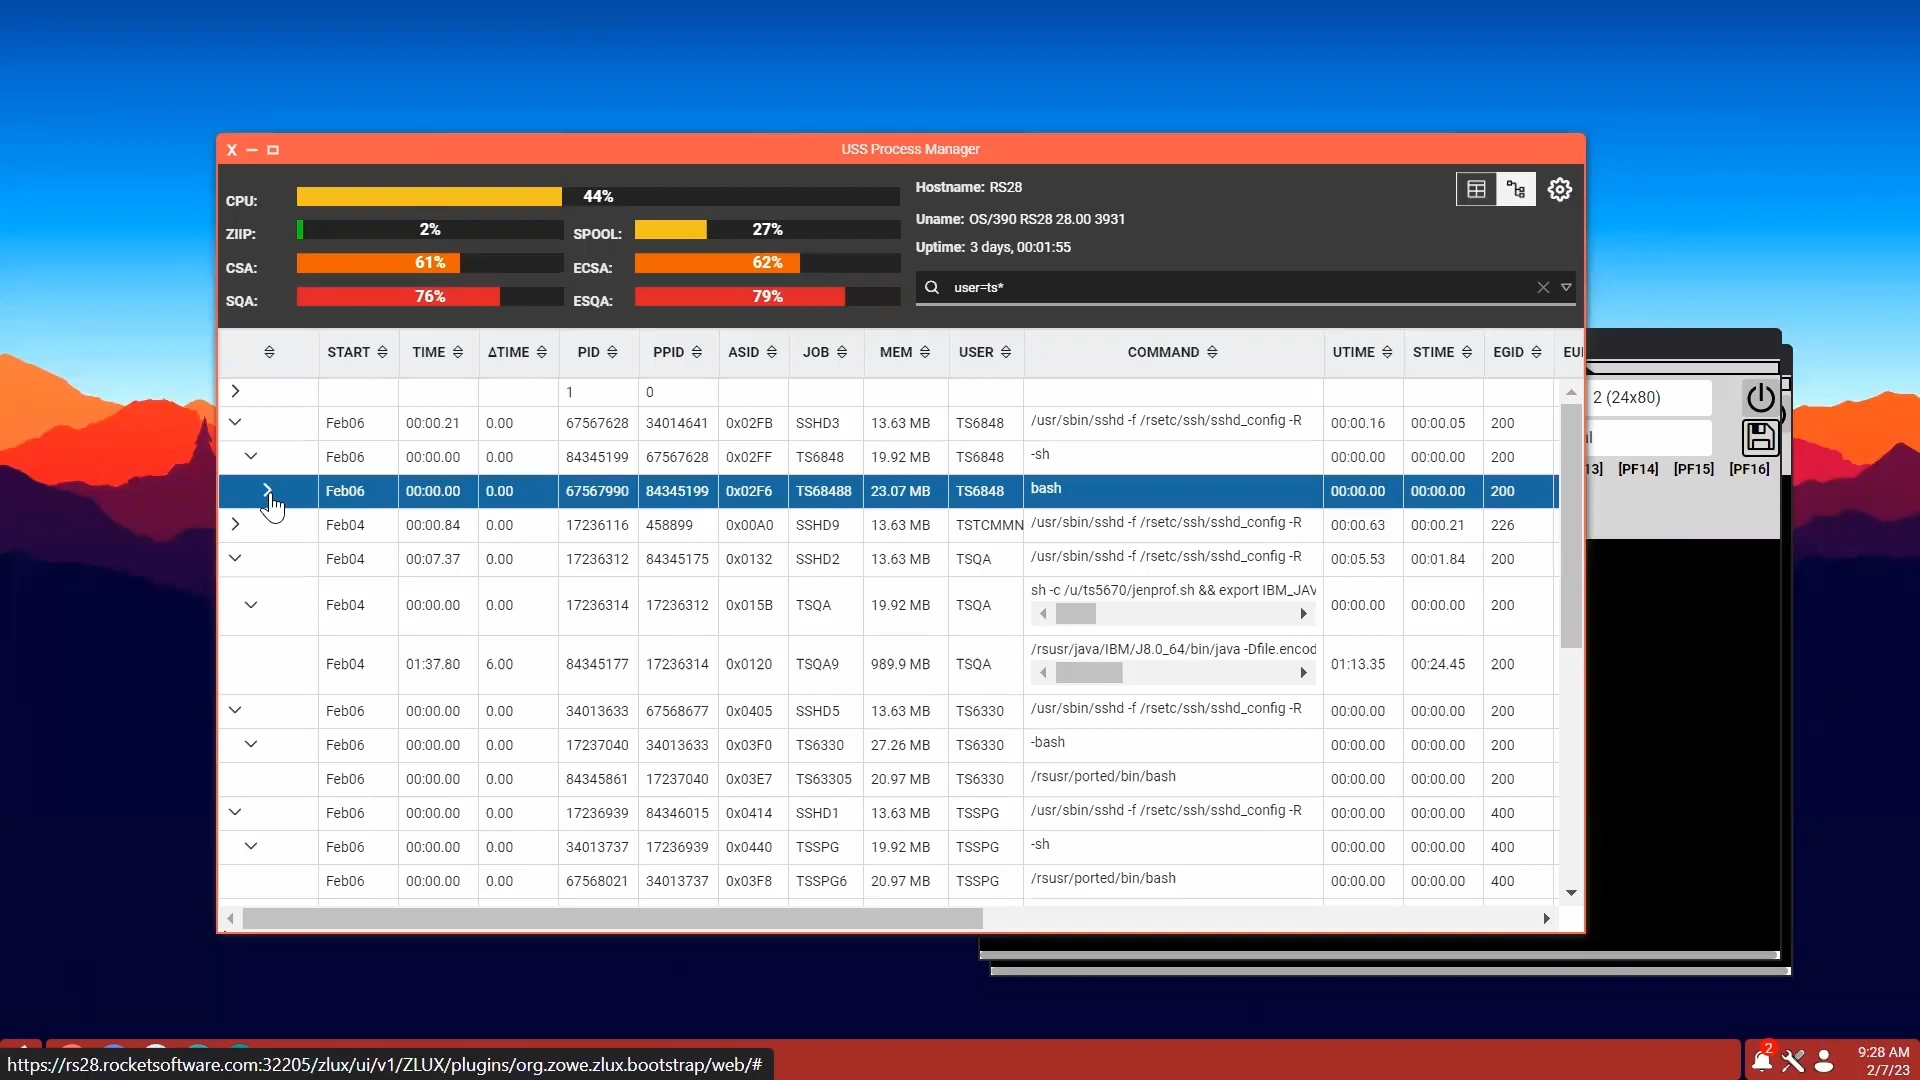 X USS Process Manager
CPU: 44% Hostname: RS28
ZIIP: 2% SPOOL: 27% Uname: OS/390 RS28 28.00 3931
CSA: 61% ECSA: 62% Uptime: 3 days, 00:01:55
SQA: 76% ESQA: 79% user=ts*
START TIME ΔTIME PID PPID ASID JOB MEM USER COMMAND UTIME STIME EGID EUI
1 0
Feb06 00:00.21 0.00 67567628 34014641 0x02FB SSHD3 13.63 MB TS6848 /usr/sbin/sshd -f /rsetc/ssh/sshd_config -R 00:00.16 00:00.05 200
Feb06 00:00.00 0.00 84345199 67567628 0x02FF TS6848 19.92 MB TS6848 -sh 00:00.00 00:00.00 200
Feb06 00:00.00 0.00 67567990 84345199 0x02F6 TS68488 23.07 MB TS6848 bash 00:00.00 00:00.00 200
Feb04 00:00.84 0.00 17236116 458899 0x00A0 SSHD9 13.63 MB TSTCMMN /usr/sbin/sshd -f /rsetc/ssh/sshd_config -R 00:00.63 00:00.21 226
Feb04 00:07.37 0.00 17236312 84345175 0x0132 SSHD2 13.63 MB TSQA /usr/sbin/sshd -f /rsetc/ssh/sshd_config -R 00:05.53 00:01.84 200
Feb04 00:00.00 0.00 17236314 17236312 0x015B TSQA 19.92 MB TSQA sh -c /u/ts5670/jenprof.sh && export IBM_JAV 00:00.00 00:00.00 200
Feb04 01:37.80 6.00 84345177 17236314 0x0120 TSQA9 989.9 MB TSQA /rsusr/java/IBM/J8.0_64/bin/java -Dfile.encod 01:13.35 00:24.45 200
Feb06 00:00.00 0.00 34013633 67568677 0x0405 SSHD5 13.63 MB TS6330 /usr/sbin/sshd -f /rsetc/ssh/sshd_config -R 00:00.00 00:00.00 200
Feb06 00:00.00 0.00 17237040 34013633 0x03F0 TS6330 27.26 MB TS6330 -bash 00:00.00 00:00.00 200
Feb06 00:00.00 0.00 84345861 17237040 0x03E7 TS63305 20.97 MB TS6330 /rsusr/ported/bin/bash 00:00.00 00:00.00 200
Feb06 00:00.00 0.00 17236939 84346015 0x0414 SSHD1 13.63 MB TSSPG /usr/sbin/sshd -f /rsetc/ssh/sshd_config -R 00:00.00 00:00.00 400
Feb06 00:00.00 0.00 34013737 17236939 0x0440 TSSPG 19.92 MB TSSPG -sh 00:00.00 00:00.00 400
Feb06 00:00.00 0.00 67568021 34013737 0x03F8 TSSPG6 20.97 MB TSSPG /rsusr/ported/bin/bash 00:00.00 00:00.00 400
2 (24x80)
al
13] [PF14] [PF15] [PF16]
https://rs28.rocketsoftware.com:32205/zlux/ui/v1/ZLUX/plugins/org.zowe.zlux.bootstrap/web/#
2
9:28 AM
2/7/23